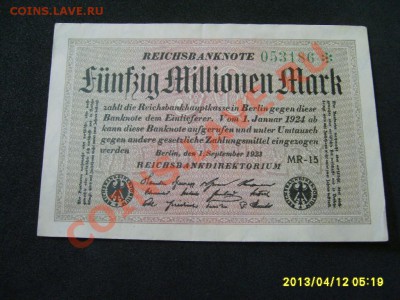 COINS.LAVE.RU
REICHSBANKNOTE 053186
Fünfzig Millionen Mark
zahlt die Reichsbankhauptkasse in Berlin gegen diese
Banknote dem Einlieferer. Vom 1. Januar 1924 ab
kann diese Banknote aufgerufen und unter Umtausch
gegen andere gesetzliche Zahlungsmittel eingezogen
werden
Berlin, den 1. September 1923
MR-15
REICHSBANKDIREKTORIUM
COINS.LAVE.RU
2013/04/12 05:19